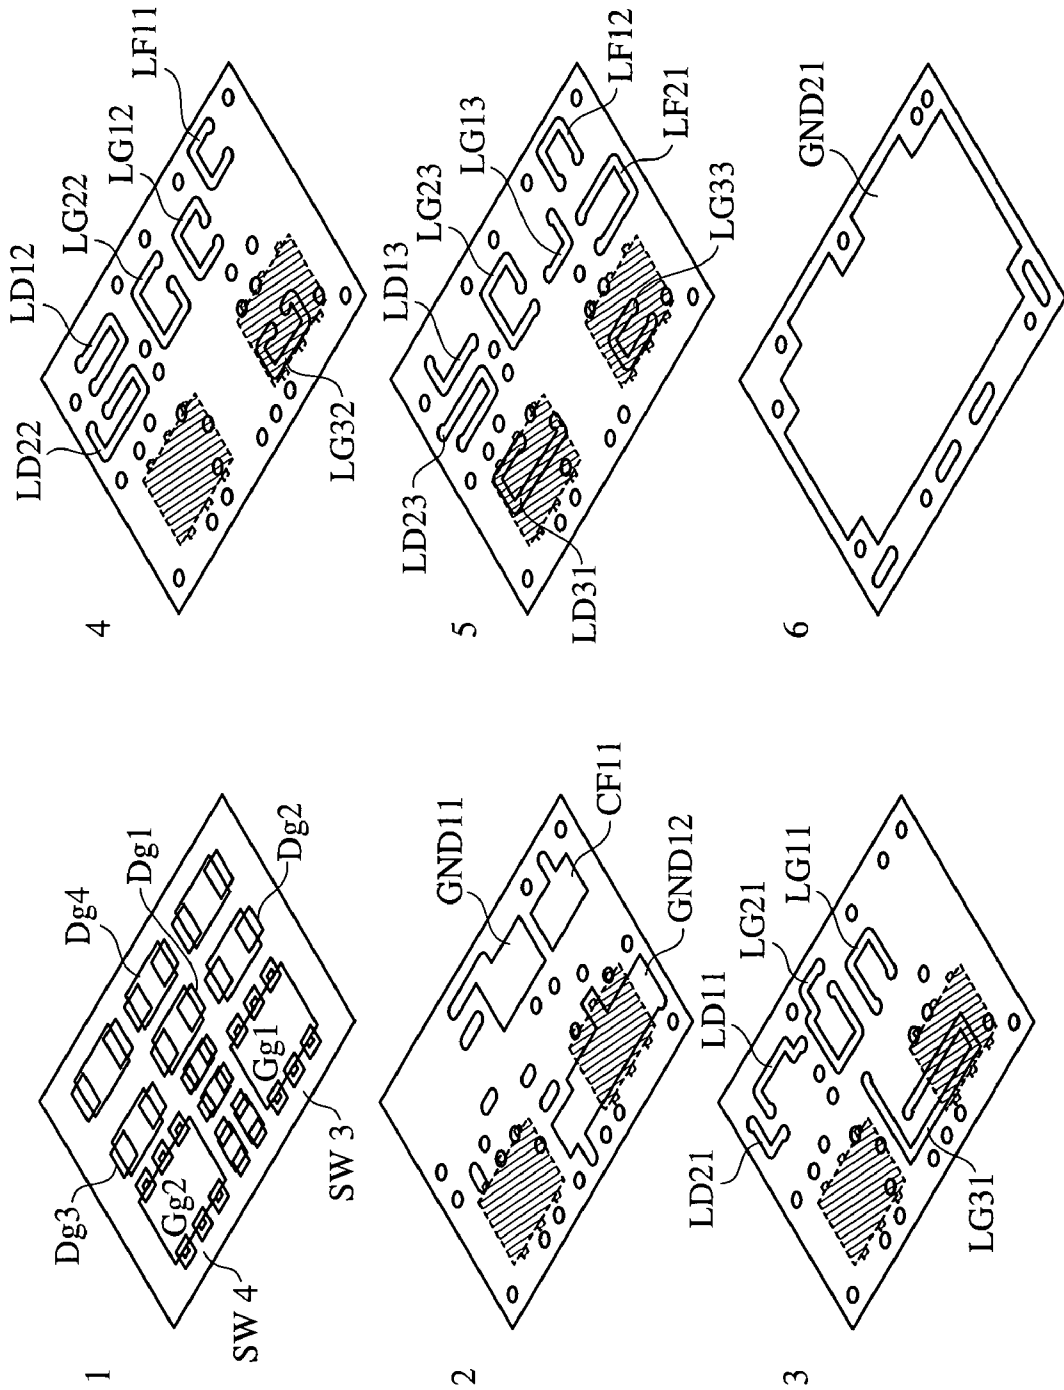 1
Dg3
Dg4
Dg1
Dg2
Gg2
Gg1
SW 4
SW 3
2
GND11
CF11
GND12
3
LD21
LD11
LG21
LG11
LG31
4
LD22
LD12
LG22
LG12
LF11
LG32
5
LD23
LD13
LG23
LG13
LF12
LF21
LG33
LD31
6
GND21